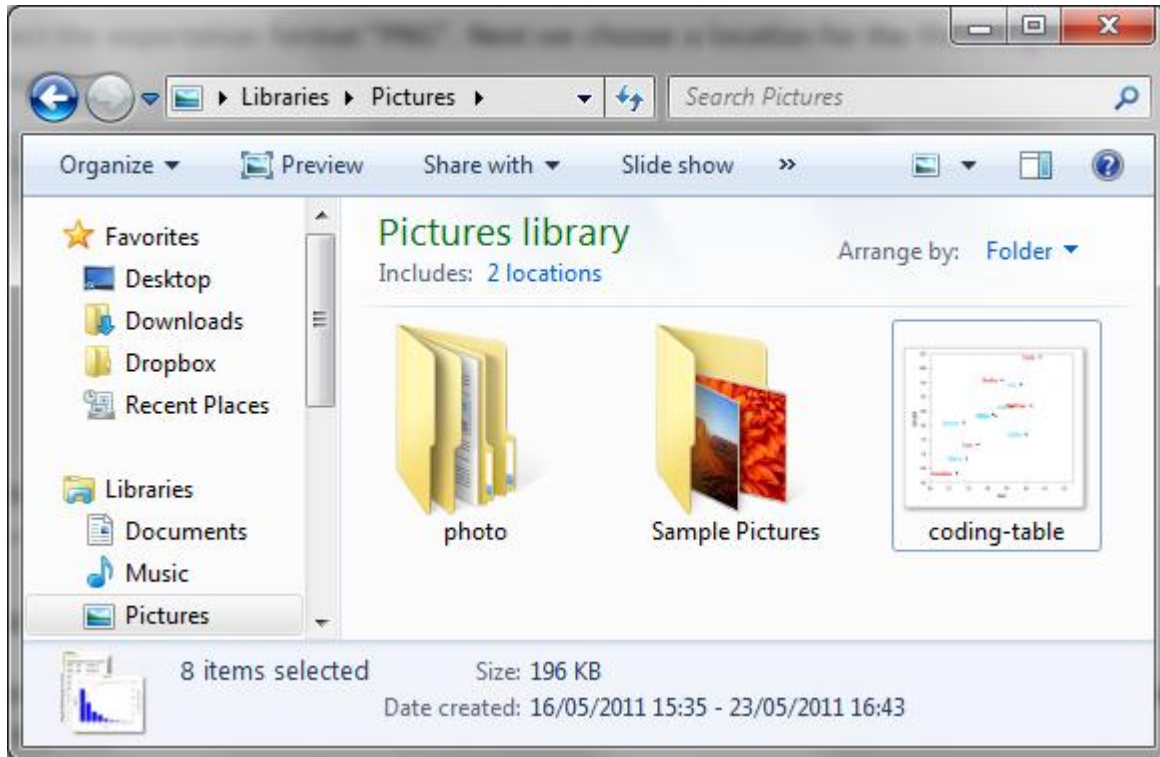 Libraries Pictures
Search Pictures
Organize Preview Share with Slide show »
Favorites
Desktop
Downloads
Dropbox
Recent Places
Libraries
Documents
Music
Pictures
Pictures library
Includes: 2 locations
Arrange by: Folder
photo
Sample Pictures
coding-table
8 items selected
Size: 196 KB
Date created: 16/05/2011 15:35 - 23/05/2011 16:43